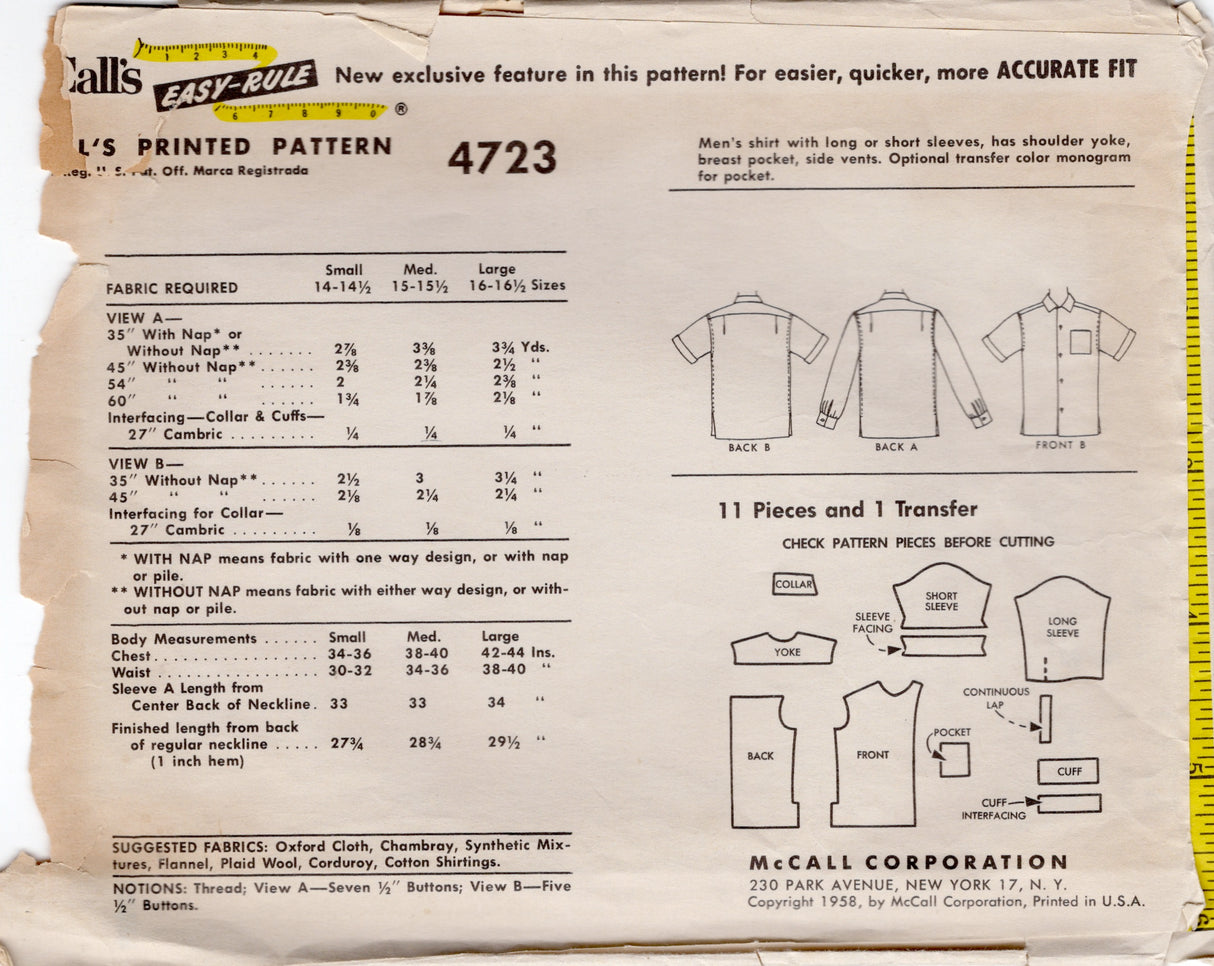 Call's
1 2 3 4
EASY-RULE
6 7 8 9 0 ®
New exclusive feature in this pattern! For easier, quicker, more ACCURATE FIT
L'S PRINTED PATTERN
Reg. U. S. Pat. Off. Marca Registrada
4723
Men's shirt with long or short sleeves, has shoulder yoke,
breast pocket, side vents. Optional transfer color monogram
for pocket.
Small Med. Large
FABRIC REQUIRED 14-14½ 15-15½ 16-16½ Sizes
VIEW A—
35″ With Nap* or
Without Nap** . . . . . . . 2⅞ 3⅜ 3¾ Yds.
45″ Without Nap** . . . . . . 2⅜ 2⅜ 2½ “
54″ “ “ . . . . . . 2 2¼ 2⅜ “
60″ “ “ . . . . . . 1¾ 1⅞ 2⅛ “
Interfacing—Collar & Cuffs—
27″ Cambric . . . . . . . . . ¼ ¼ ¼ “
VIEW B—
35″ Without Nap** . . . . . . 2½ 3 3¼ “
45″ “ “ . . . . . . 2⅛ 2¼ 2¼ “
Interfacing for Collar—
27″ Cambric . . . . . . . . . ⅛ ⅛ ⅛ “
* WITH NAP means fabric with one way design, or with nap
or pile.
** WITHOUT NAP means fabric with either way design, or with-
out nap or pile.
Body Measurements . . . . . . Small Med. Large
Chest . . . . . . . . . . . . . . . . . 34-36 38-40 42-44 Ins.
Waist . . . . . . . . . . . . . . . . . 30-32 34-36 38-40 “
Sleeve A Length from
Center Back of Neckline . 33 33 34 “
Finished length from back
of regular neckline . . . . . 27¾ 28¾ 29½ “
(1 inch hem)
SUGGESTED FABRICS: Oxford Cloth, Chambray, Synthetic Mix-
tures, Flannel, Plaid Wool, Corduroy, Cotton Shirtings.
NOTIONS: Thread; View A—Seven ½″ Buttons; View B—Five
½″ Buttons.
BACK B BACK A FRONT B
11 Pieces and 1 Transfer
CHECK PATTERN PIECES BEFORE CUTTING
COLLAR
SHORT
SLEEVE
SLEEVE
FACING
LONG
SLEEVE
YOKE
CONTINUOUS
LAP
BACK
FRONT
POCKET
CUFF
CUFF
INTERFACING
McCALL CORPORATION
230 PARK AVENUE, NEW YORK 17, N. Y.
Copyright 1958, by McCall Corporation, Printed in U.S.A.
5